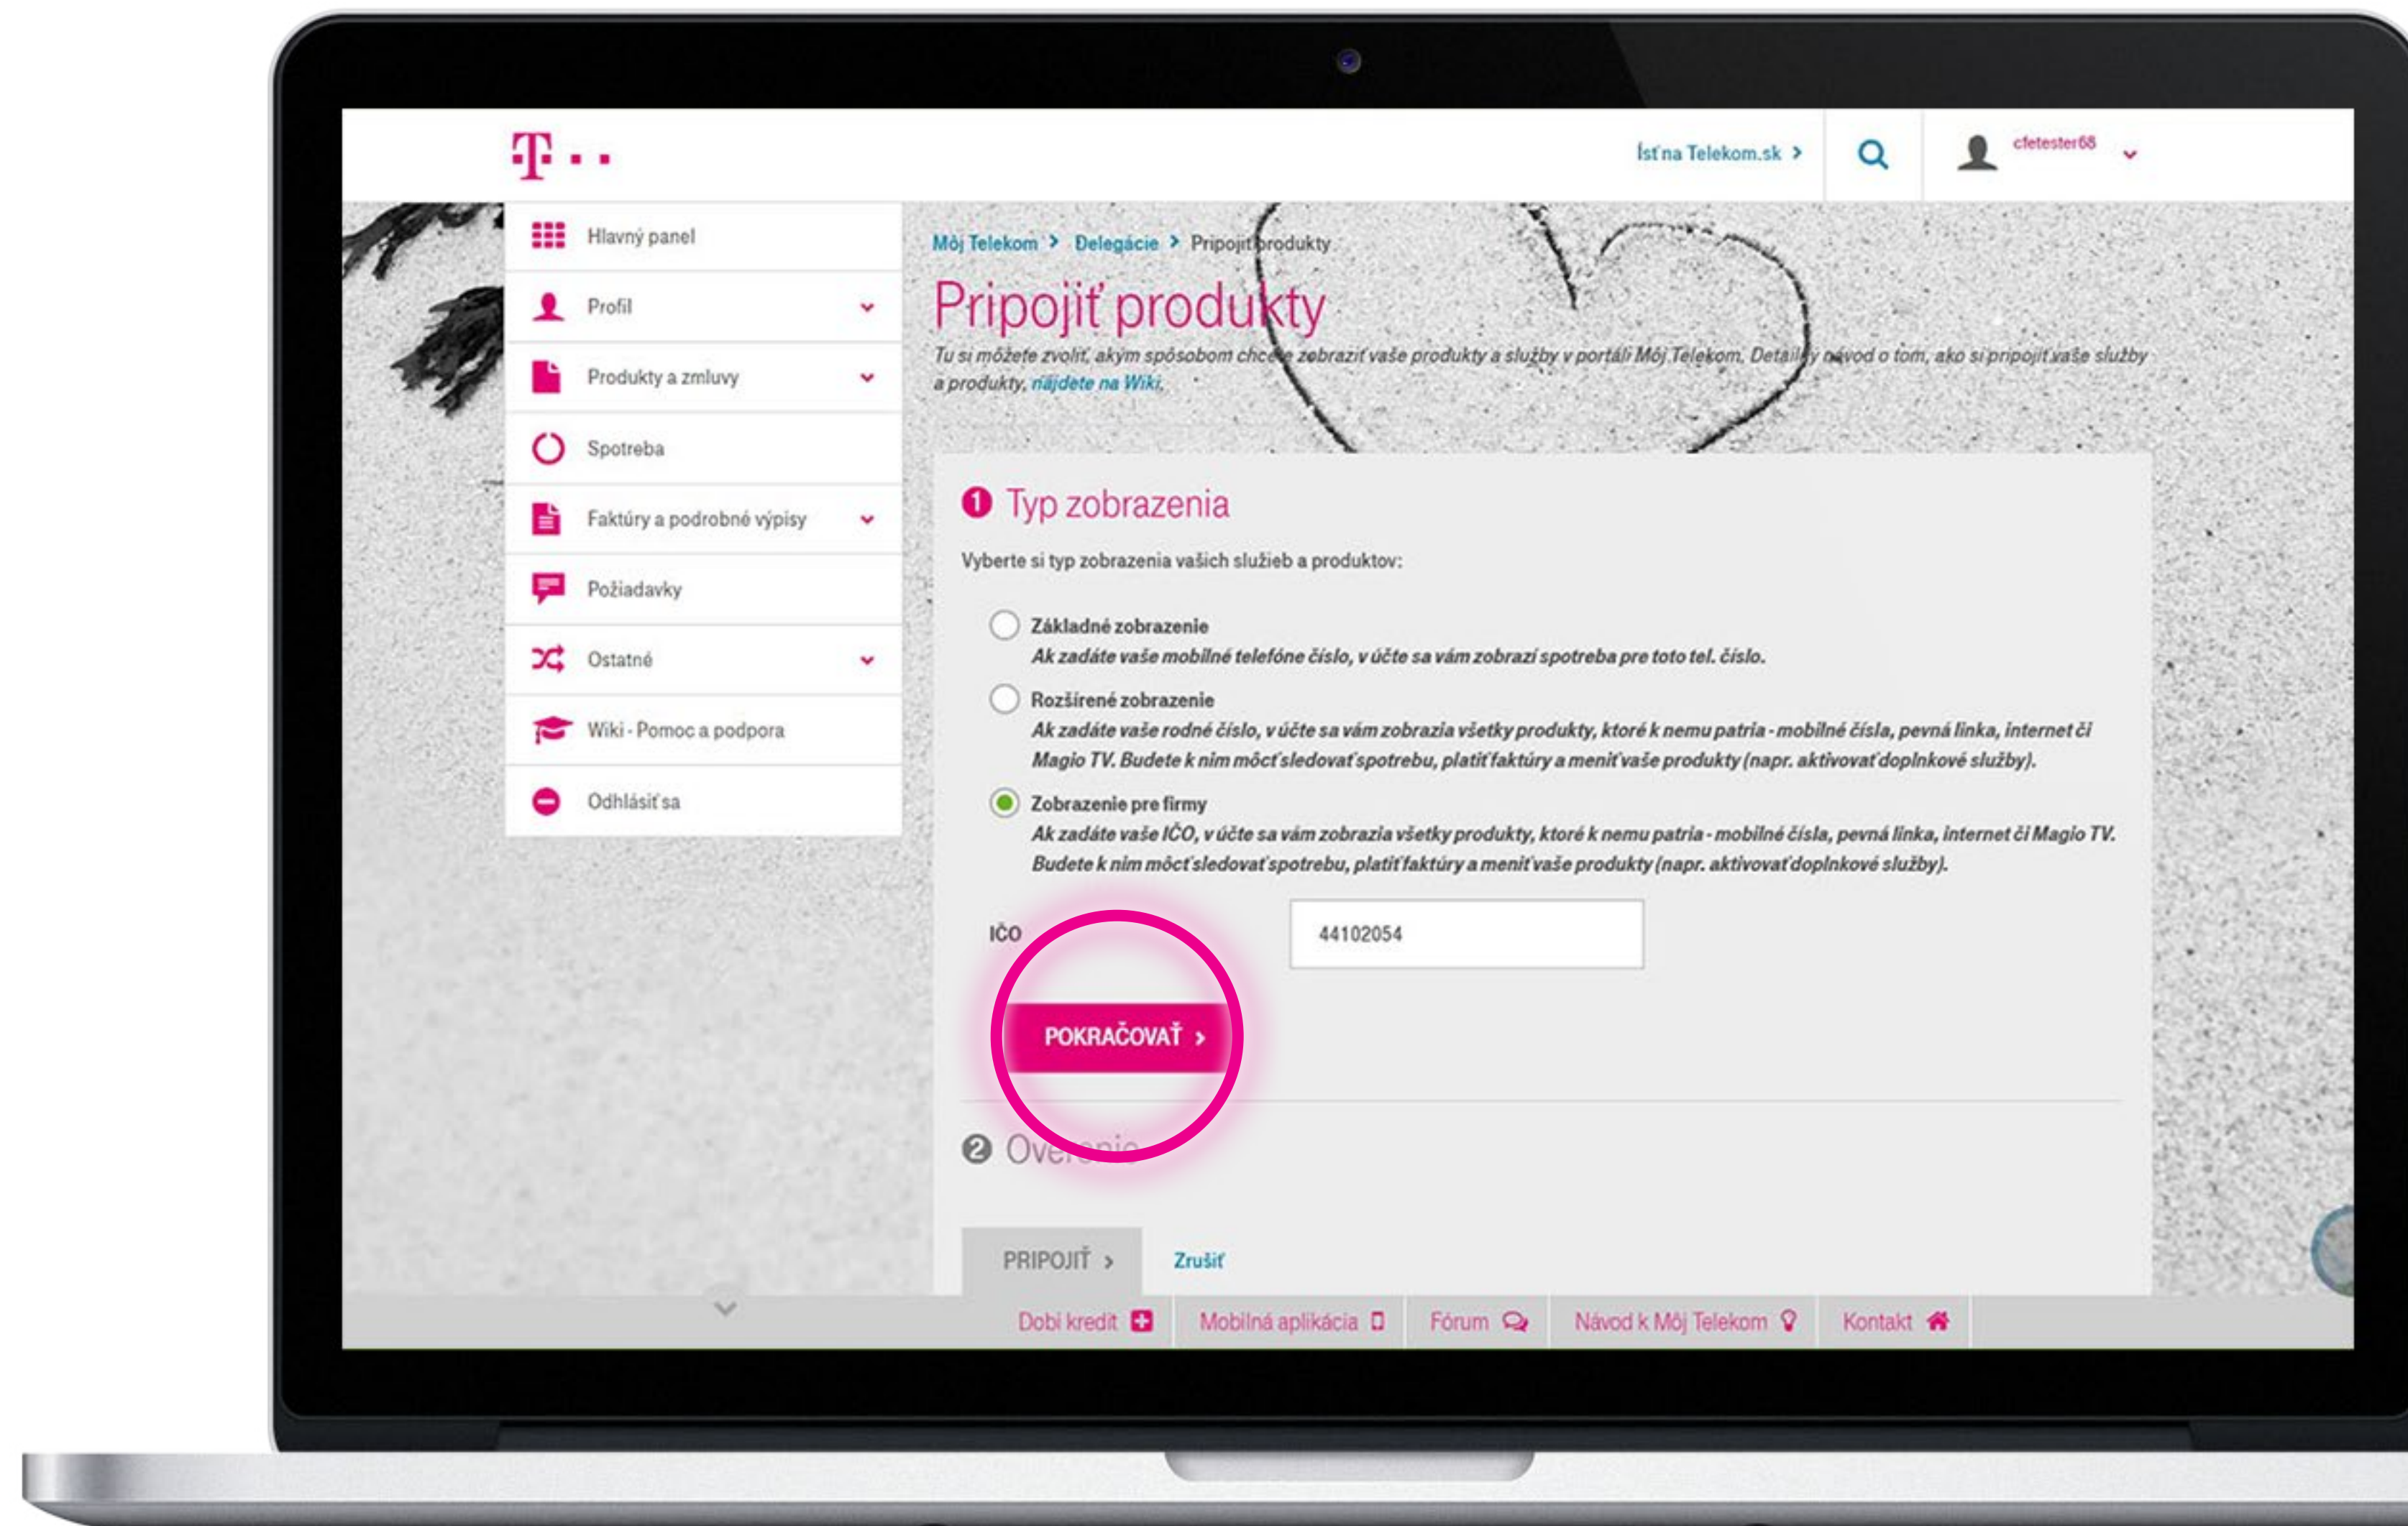 T
Ísť na Telekom.sk
cfetester68
Hlavný panel
Profil
Produkty a zmluvy
Spotreba
Faktúry a podrobné výpisy
Požiadavky
Ostatné
Wiki - Pomoc a podpora
Odhlásiť sa
Môj Telekom > Delegácie > Pripojiť produkty
Pripojiť produkty
Tu si môžete zvoliť, akým spôsobom chcete zobraziť vaše produkty a služby v portáli Môj Telekom. Detailný návod o tom, ako si pripojiť vaše služby
a produkty, nájdete na Wiki.
1 Typ zobrazenia
Vyberte si typ zobrazenia vašich služieb a produktov:
Základné zobrazenie
Ak zadáte vaše mobilné telefóne číslo, v účte sa vám zobrazí spotreba pre toto tel. číslo.
Rozšírené zobrazenie
Ak zadáte vaše rodné číslo, v účte sa vám zobrazia všetky produkty, ktoré k nemu patria - mobilné čísla, pevná linka, internet či
Magio TV. Budete k nim môcť sledovať spotrebu, platiť faktúry a meniť vaše produkty (napr. aktivovať doplnkové služby).
Zobrazenie pre firmy
Ak zadáte vaše IČO, v účte sa vám zobrazia všetky produkty, ktoré k nemu patria - mobilné čísla, pevná linka, internet či Magio TV.
Budete k nim môcť sledovať spotrebu, platiť faktúry a meniť vaše produkty (napr. aktivovať doplnkové služby).
IČO 44102054
POKRAČOVAŤ >
2 Overenie
PRIPOJIŤ > Zrušiť
Dobi kredit Mobilná aplikácia Fórum Návod k Môj Telekom Kontakt